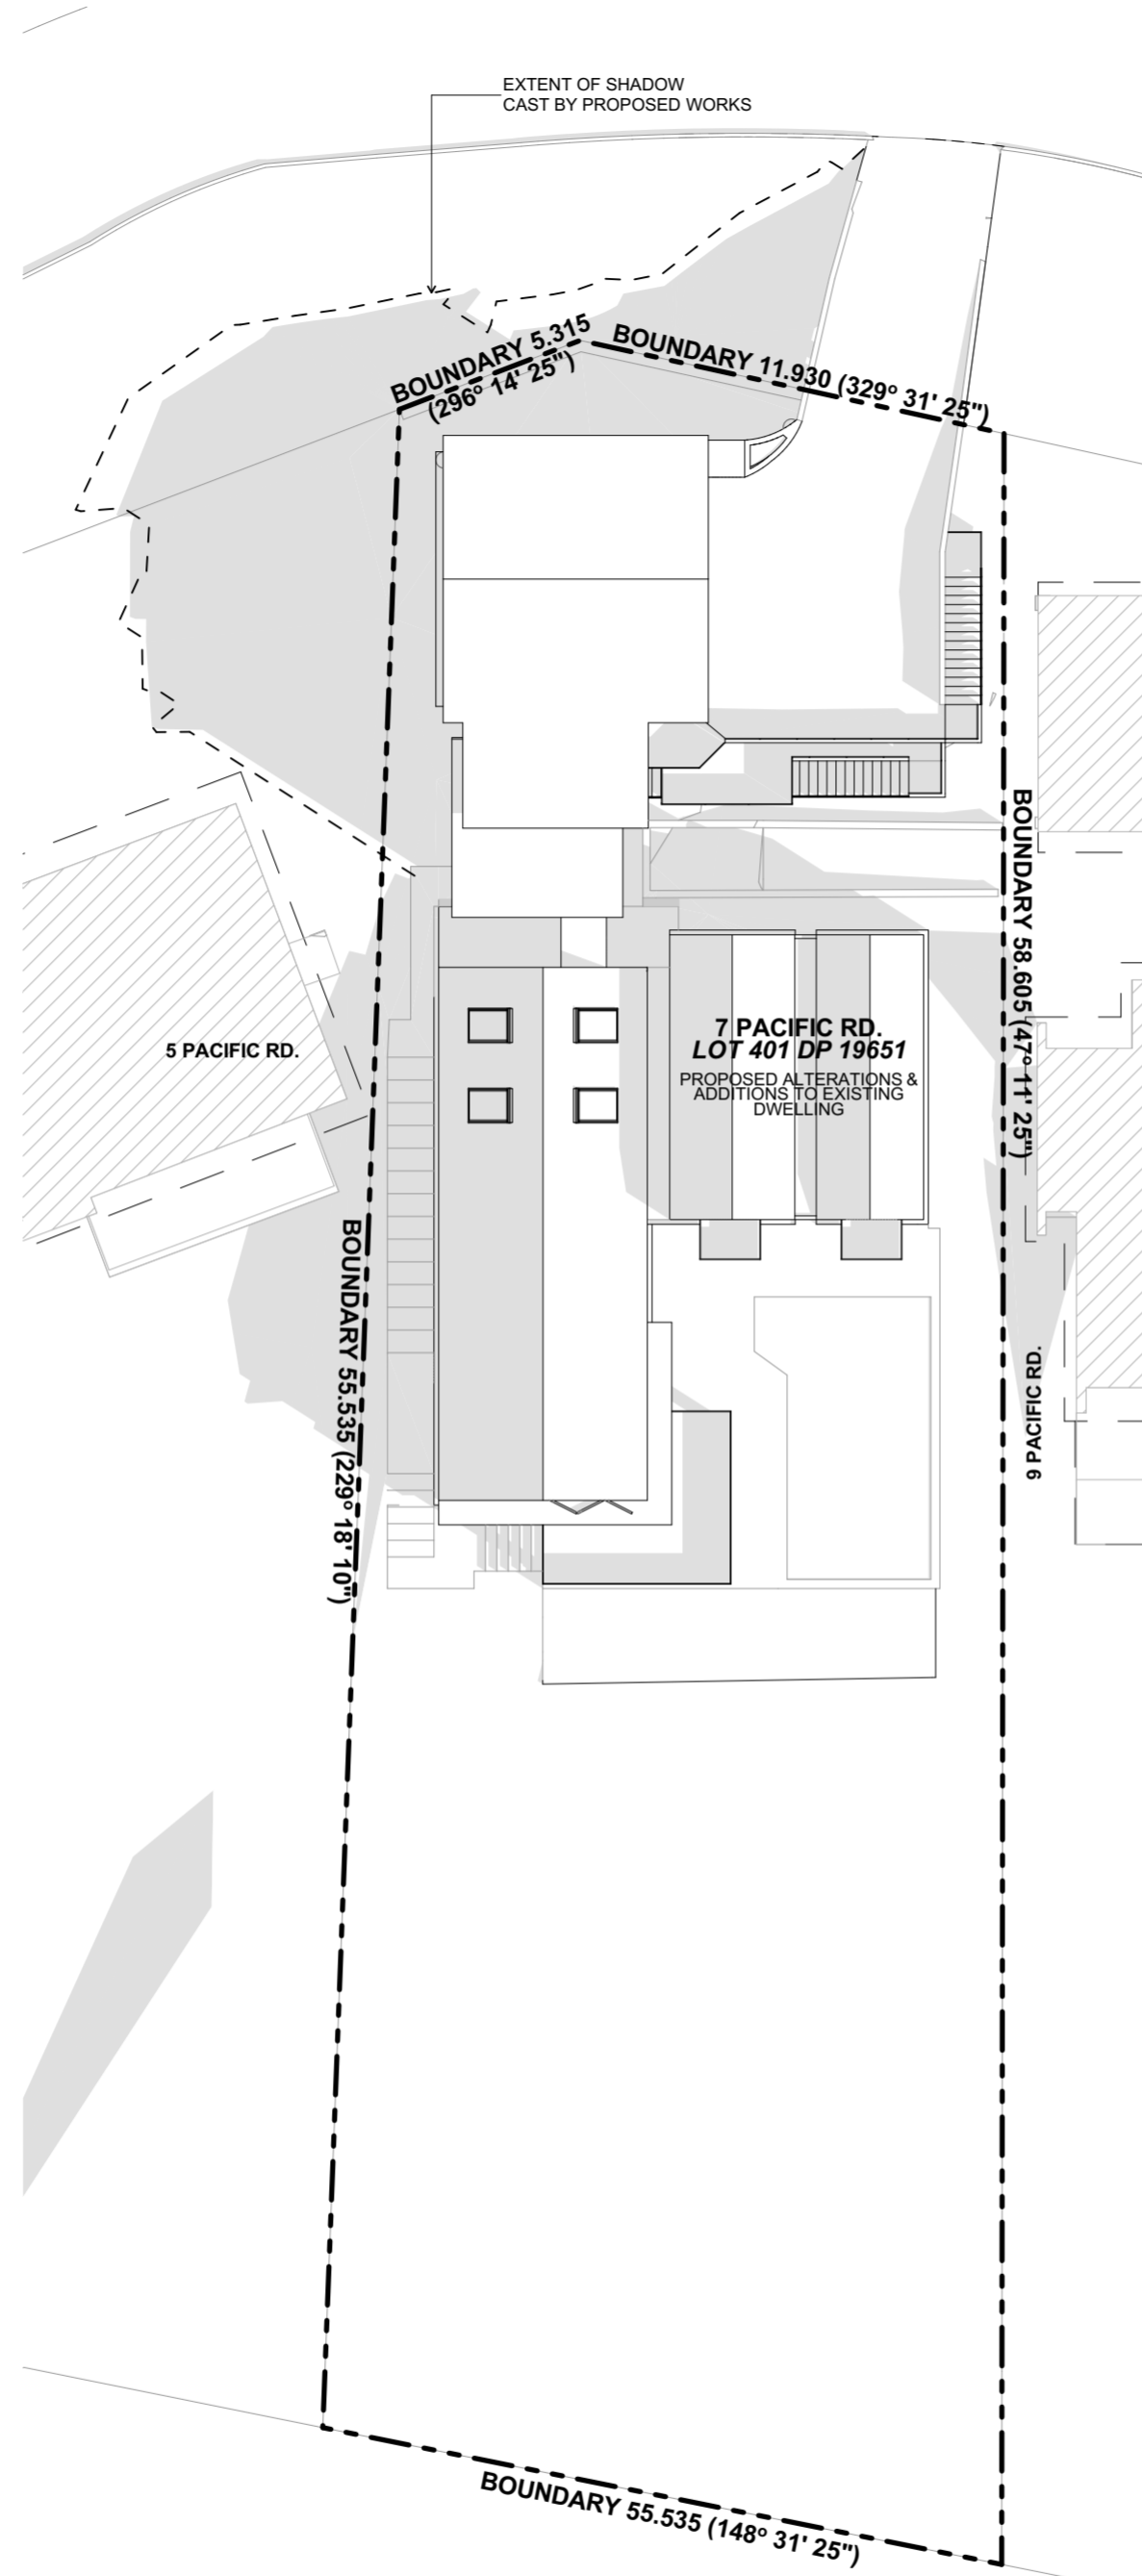 EXTENT OF SHADOW
CAST BY PROPOSED WORKS
BOUNDARY 5.315
(296° 14' 25")
BOUNDARY 11.930 (329° 31' 25")
BOUNDARY 58.605 (47° 11' 25")
7 PACIFIC RD.
LOT 401 DP 19651
PROPOSED ALTERATIONS &
ADDITIONS TO EXISTING
DWELLING
5 PACIFIC RD.
BOUNDARY 55.535 (229° 18' 10")
9 PACIFIC RD.
BOUNDARY 55.535 (148° 31' 25")